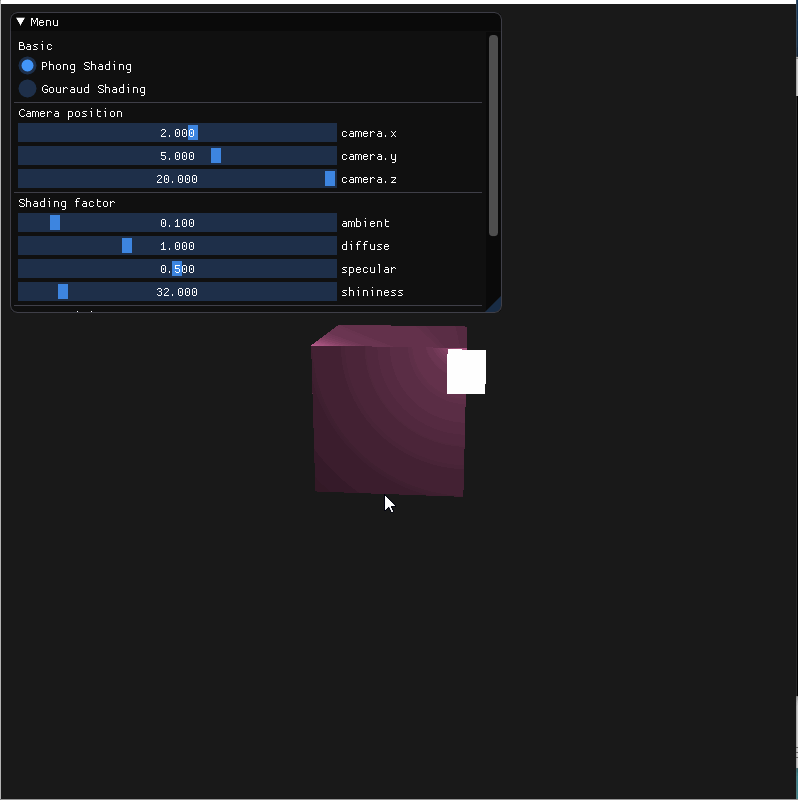 Menu
Basic
Phong Shading
Gouraud Shading
Camera position
2.000 camera.x
5.000 camera.y
20.000 camera.z
Shading factor
0.100 ambient
1.000 diffuse
0.500 specular
32.000 shininess